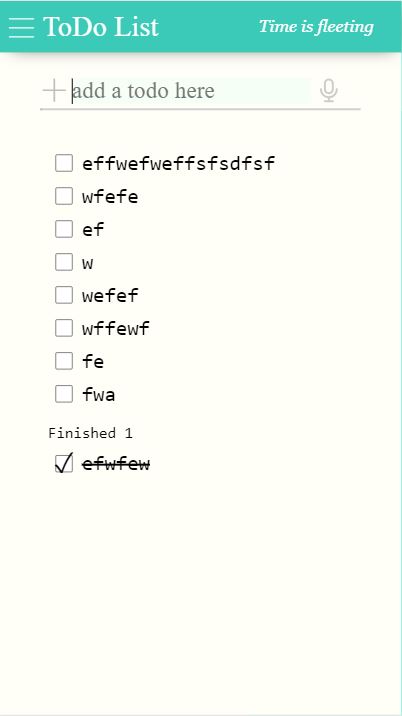 ToDo List Time is fleeting
add a todo here
effwefweffsfsdfsf
wfefe
ef
w
wefef
wffewf
fe
fwa
Finished 1
efwfew